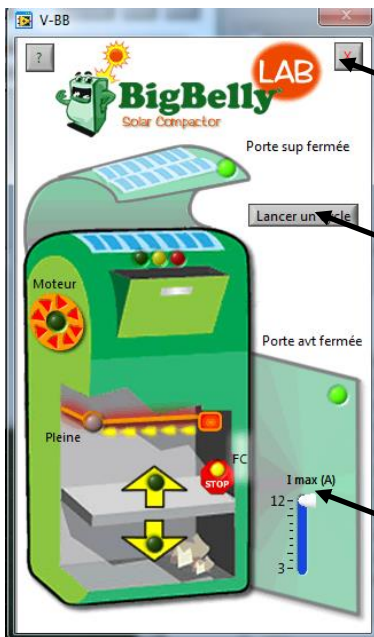 V-BB
?
X
BigBelly
LAB
Solar Compactor
Porte sup fermée
Lancer un cycle
Moteur
Porte avt fermée
Pleine
FC
STOP
I max (A)
12
3